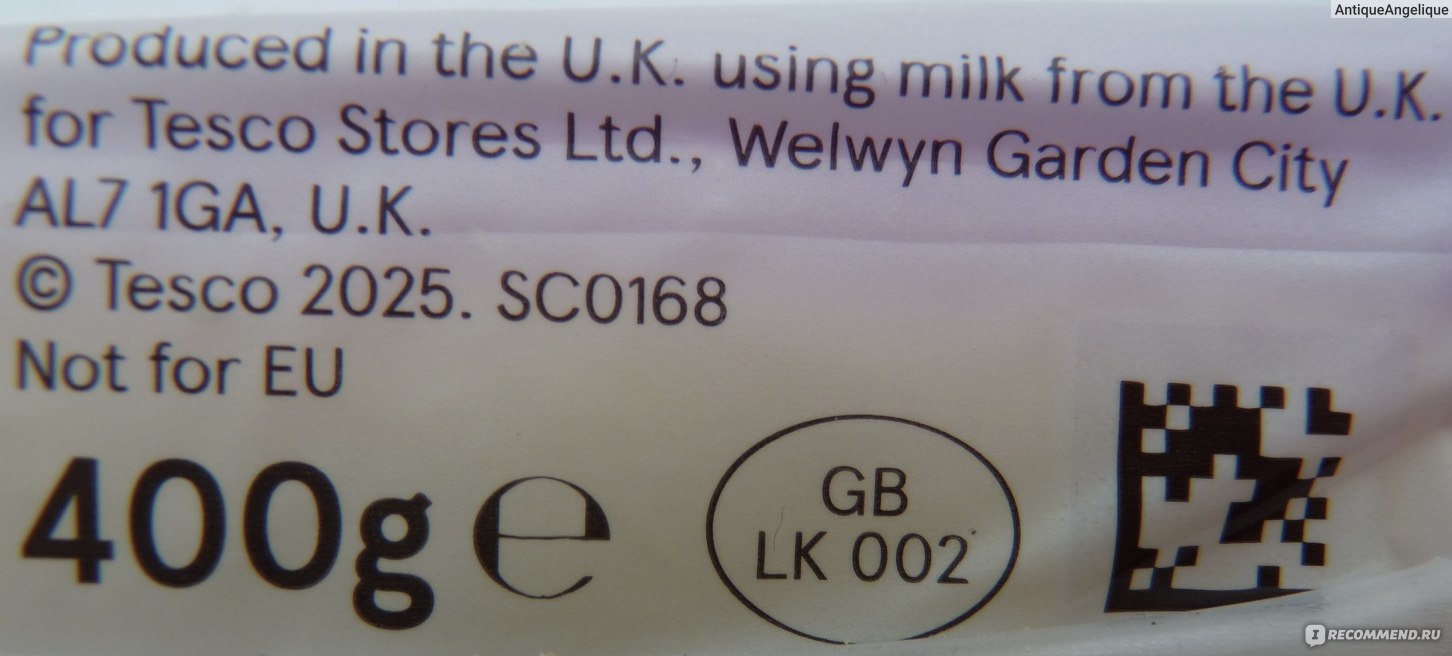 AntiqueAngelique
Produced in the U.K. using milk from the U.K.
for Tesco Stores Ltd., Welwyn Garden City
AL7 1GA, U.K.
© Tesco 2025. SC0168
Not for EU
400g e
GB
LK 002
IRECOMMEND.RU